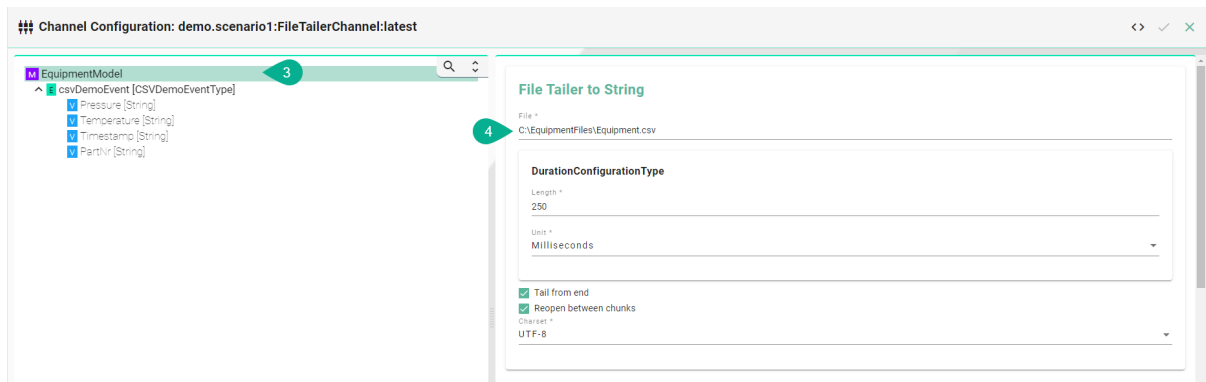 Channel Configuration: demo.scenario1:FileTailerChannel:latest
M EquipmentModel
3
E csvDemoEvent [CSVDemoEventType]
V Pressure [String]
V Temperature [String]
V Timestamp [String]
V PartNr [String]
File Tailer to String
File *
4
C:\EquipmentFiles\Equipment.csv
DurationConfigurationType
Length *
250
Unit *
Milliseconds
Tail from end
Reopen between chunks
Charset *
UTF-8